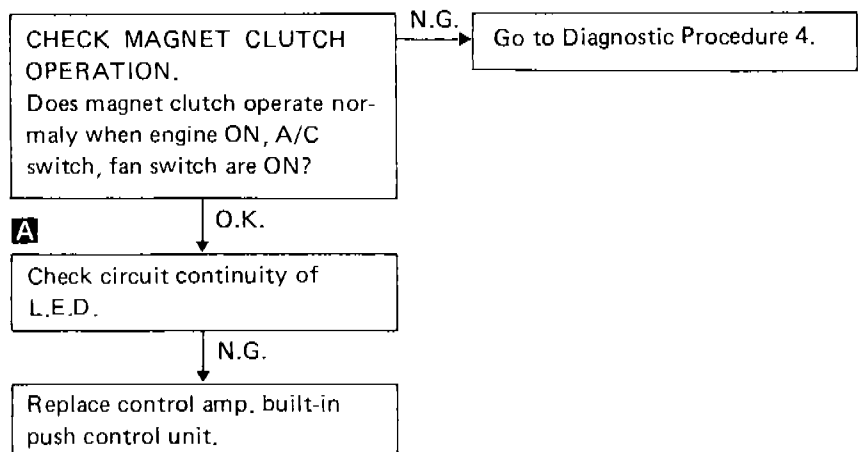 CHECK MAGNET CLUTCH
OPERATION.
Does magnet clutch operate nor-
maly when engine ON, A/C
switch, fan switch are ON?
N.G.
Go to Diagnostic Procedure 4.
O.K.
A
Check circuit continuity of
L.E.D.
N.G.
Replace control amp. built-in
push control unit.